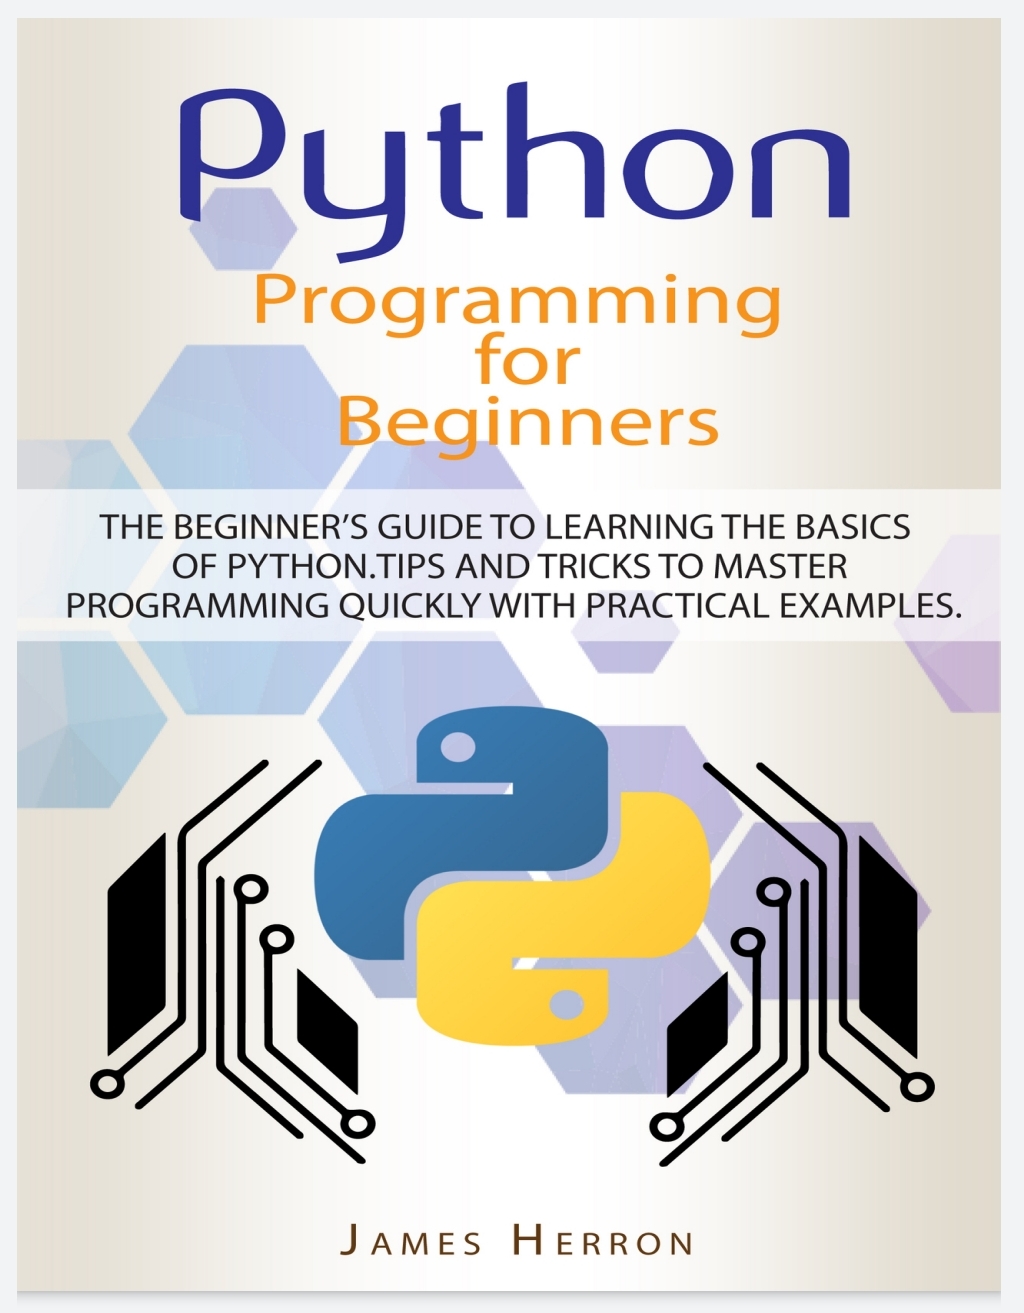 Python
Programming
for
Beginners
THE BEGINNER'S GUIDE TO LEARNING THE BASICS
OF PYTHON.TIPS AND TRICKS TO MASTER
PROGRAMMING QUICKLY WITH PRACTICAL EXAMPLES.
JAMES HERRON